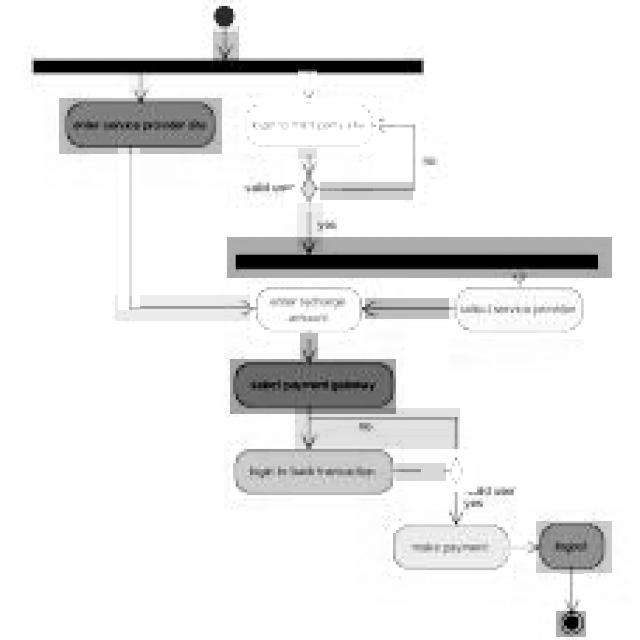 enter service provider site
login to third party site
no
valid user
yes
enter recharge
amount
select service provider
select payment gateway
no
login to bank transaction
user
yes
make payment
logout